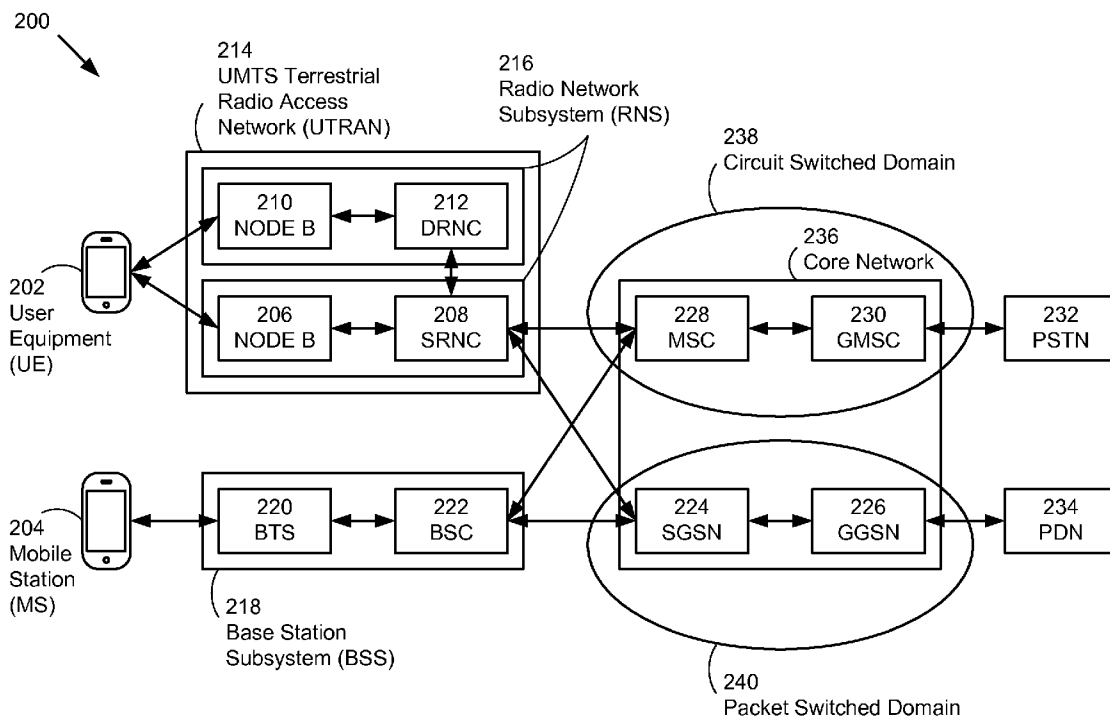 200
214
UMTS Terrestrial
Radio Access
Network (UTRAN)
216
Radio Network
Subsystem (RNS)
238
Circuit Switched Domain
210
NODE B
212
DRNC
236
Core Network
202
User
Equipment
(UE)
206
NODE B
208
SRNC
228
MSC
230
GMSC
232
PSTN
204
Mobile
Station
(MS)
220
BTS
222
BSC
224
SGSN
226
GGSN
234
PDN
218
Base Station
Subsystem (BSS)
240
Packet Switched Domain